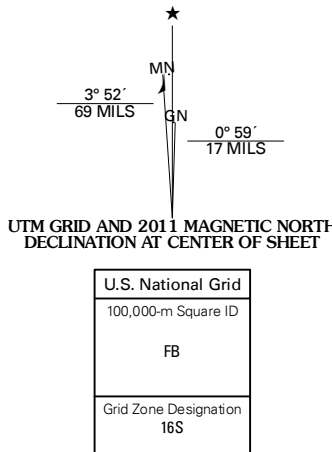 ★
MN
3° 52´
69 MILS
GN
0° 59´
17 MILS
UTM GRID AND 2011 MAGNETIC NORTH
DECLINATION AT CENTER OF SHEET
U.S. National Grid
100,000-m Square ID
FB
Grid Zone Designation
16S